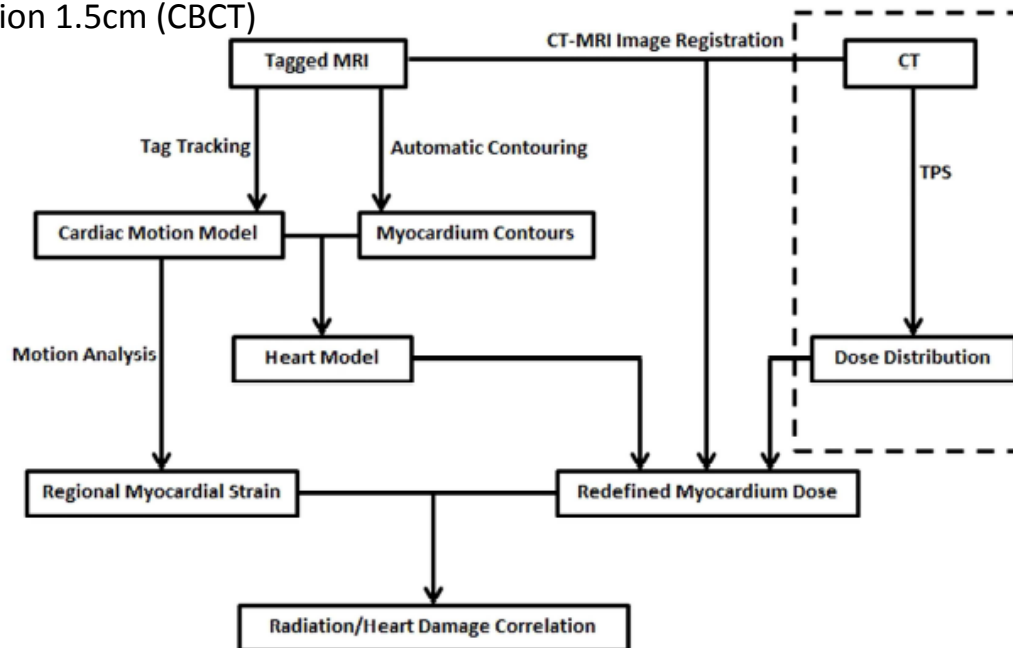 ion 1.5cm (CBCT)
CT-MRI Image Registration
Tagged MRI
CT
Tag Tracking
Automatic Contouring
TPS
Cardiac Motion Model
Myocardium Contours
Motion Analysis
Heart Model
Dose Distribution
Regional Myocardial Strain
Redefined Myocardium Dose
Radiation/Heart Damage Correlation